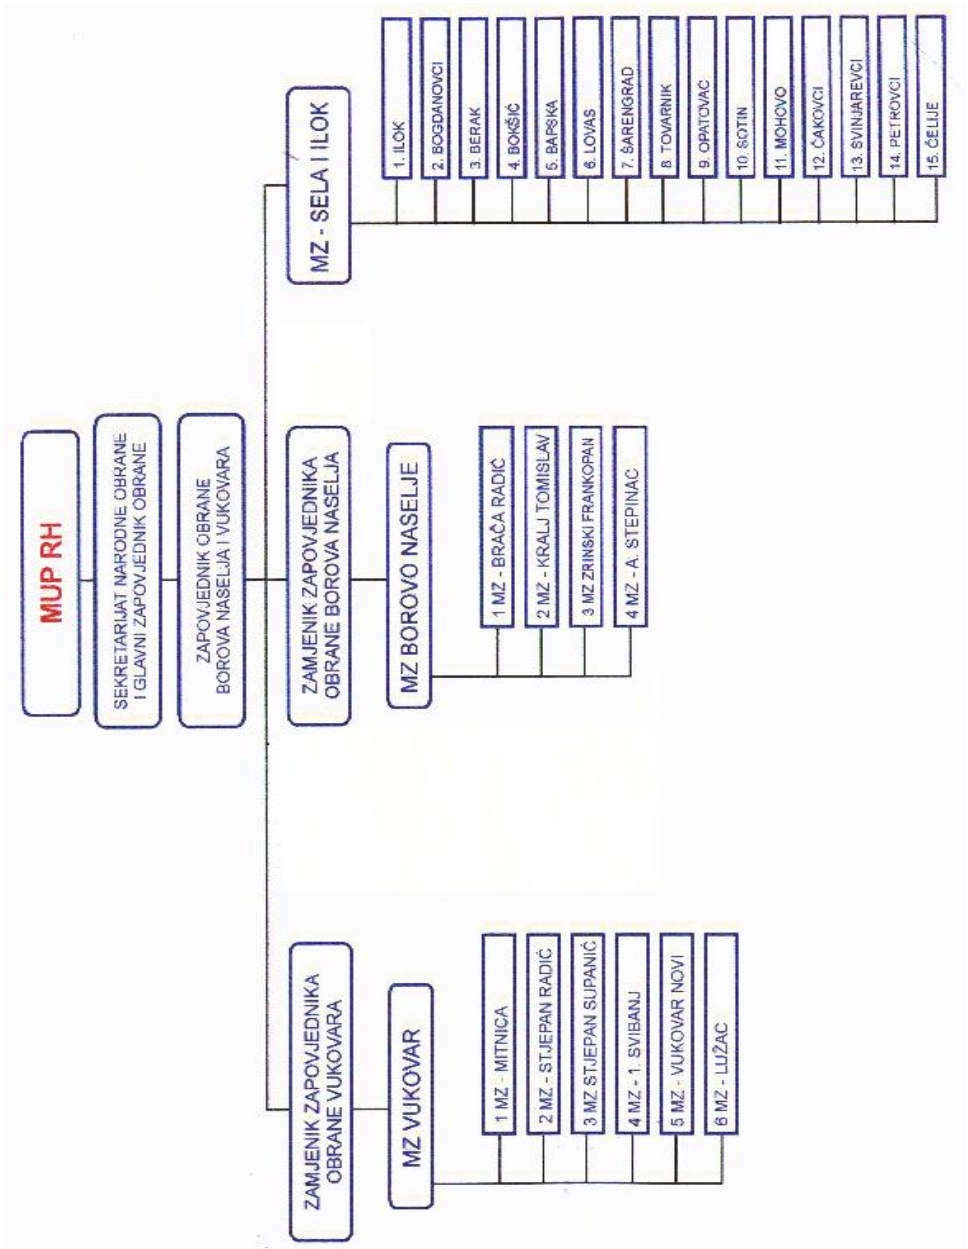 MUP RH
SEKRETARIJAT NARODNE OBRANE
I GLAVNI ZAPOVJEDNIK OBRANE
ZAPOVJEDNIK OBRANE
BOROVA NASELJA I VUKOVARA
ZAMJENIK ZAPOVJEDNIKA
OBRANE VUKOVARA
MZ VUKOVAR
1 MZ - MITNICA
2 MZ - STJEPAN RADIĆ
3 MZ STJEPAN SUPANIĆ
4 MZ - 1. SVIBANJ
5 MZ - VUKOVAR NOVI
6 MZ - LUŽAC
ZAMJENIK ZAPOVJEDNIKA
OBRANE BOROVA NASELJA
MZ BOROVO NASELJE
1 MZ - BRAĆA RADIĆ
2 MZ - KRALJ TOMISLAV
3 MZ ZRINSKI FRANKOPAN
4 MZ - A. STEPINAC
MZ - SELA I ILOK
1. ILOK
2. BOGDANOVCI
3. BERAK
4. BOKŠIĆ
5. BAPSKA
6. LOVAS
7. ŠARENGRAD
8. TOVARNIK
9. OPATOVAC
10. SOTIN
11. MOHOVO
12. ČAKOVCI
13. SVINJAREVCI
14. PETROVCI
15. ČELIJE